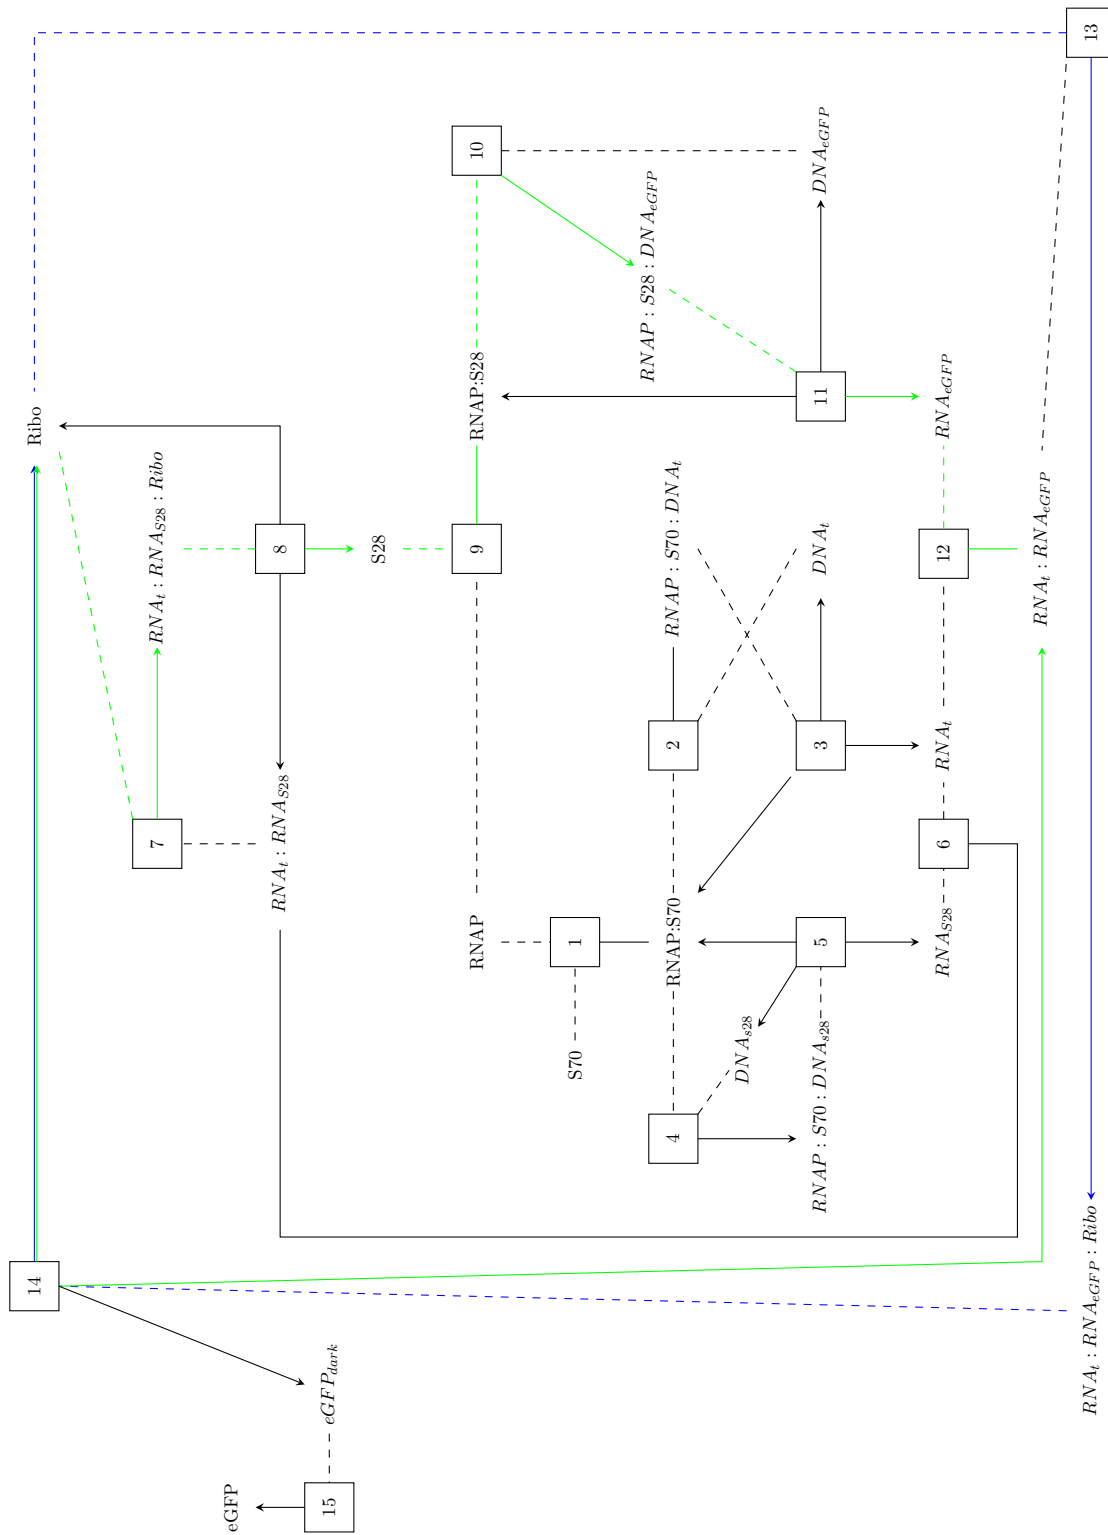 14
Ribo
7
RNA_t : RNA_S28 : Ribo
eGFP
RNA_t : RNA_S28
8
15
eGFP_dark
S28
RNAP
9
RNAP:S28
10
S70
1
RNAP : S28 : DNA_eGFP
4
RNAP:S70
2
RNAP : S70 : DNA_t
DNA_s28
RNAP : S70 : DNA_s28
5
3
DNA_t
11
DNA_eGFP
RNA_S28
6
RNA_t
12
RNA_eGFP
RNA_t : RNA_eGFP
RNA_t : RNA_eGFP : Ribo
13